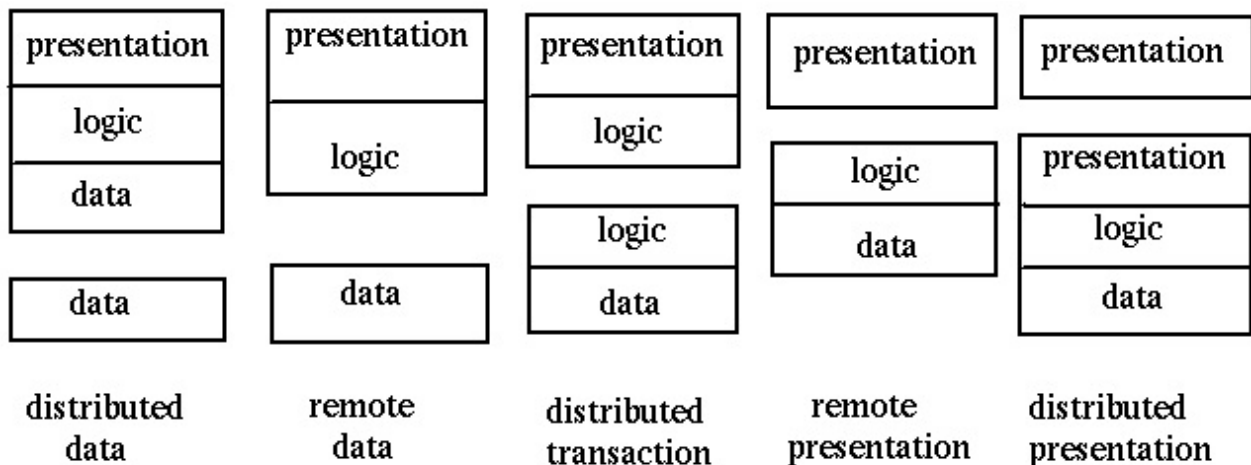 presentation
logic
data
data
distributed
data
presentation
logic
data
remote
data
presentation
logic
logic
data
distributed
transaction
presentation
logic
data
remote
presentation
presentation
presentation
logic
data
distributed
presentation